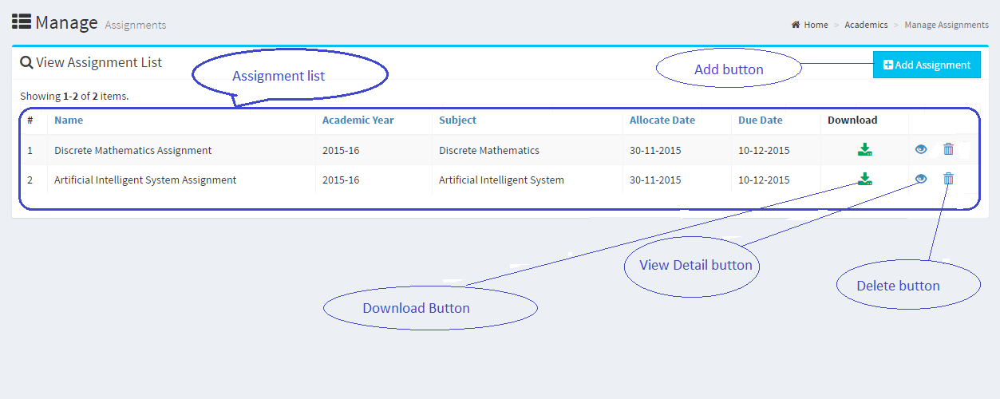 Manage Assignments
Home > Academics > Manage Assignments
View Assignment List
Assignment list
Add button
Add Assignment
Showing 1-2 of 2 items.
# Name Academic Year Subject Allocate Date Due Date Download
1 Discrete Mathematics Assignment 2015-16 Discrete Mathematics 30-11-2015 10-12-2015
2 Artificial Intelligent System Assignment 2015-16 Artificial Intelligent System 30-11-2015 10-12-2015
View Detail button
Delete button
Download Button